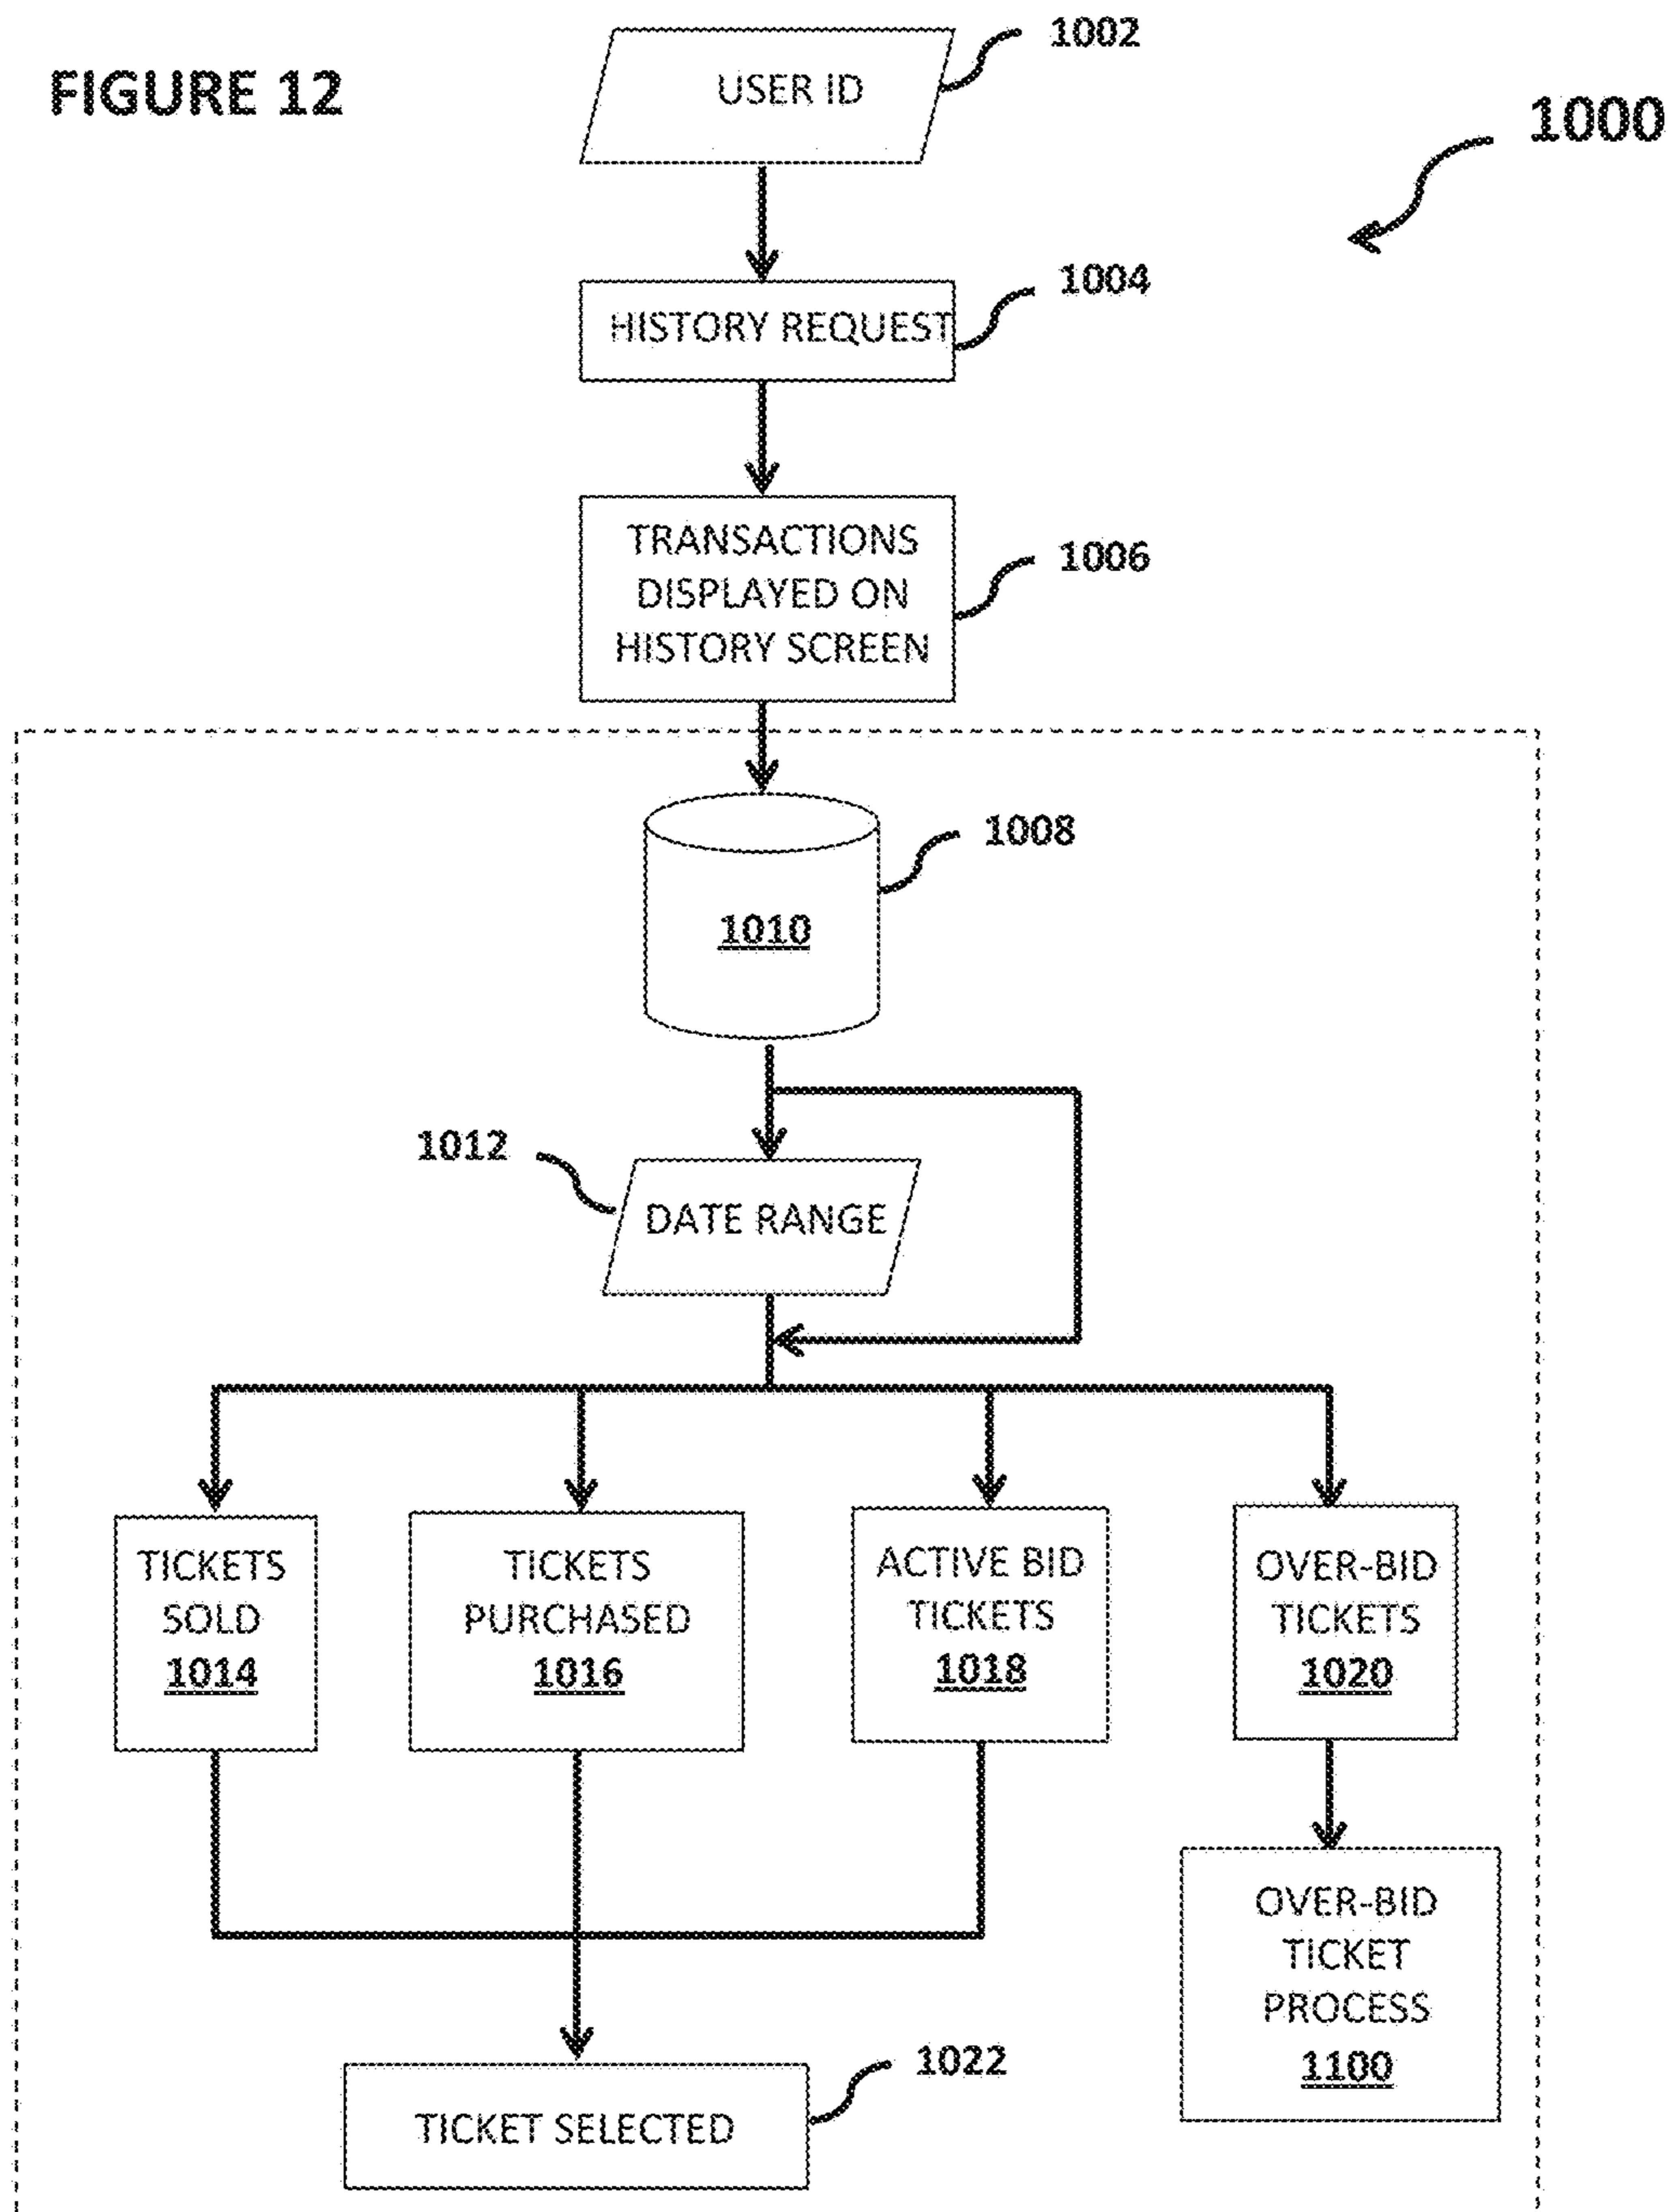 FIGURE 12
1002
USER ID
1000
1004
HISTORY REQUEST
TRANSACTIONS
DISPLAYED ON
HISTORY SCREEN
1006
1008
1010
1012
DATE RANGE
TICKETS
SOLD
1014
TICKETS
PURCHASED
1016
ACTIVE BID
TICKETS
1018
OVER-BID
TICKETS
1020
OVER-BID
TICKET
PROCESS
1100
1022
TICKET SELECTED